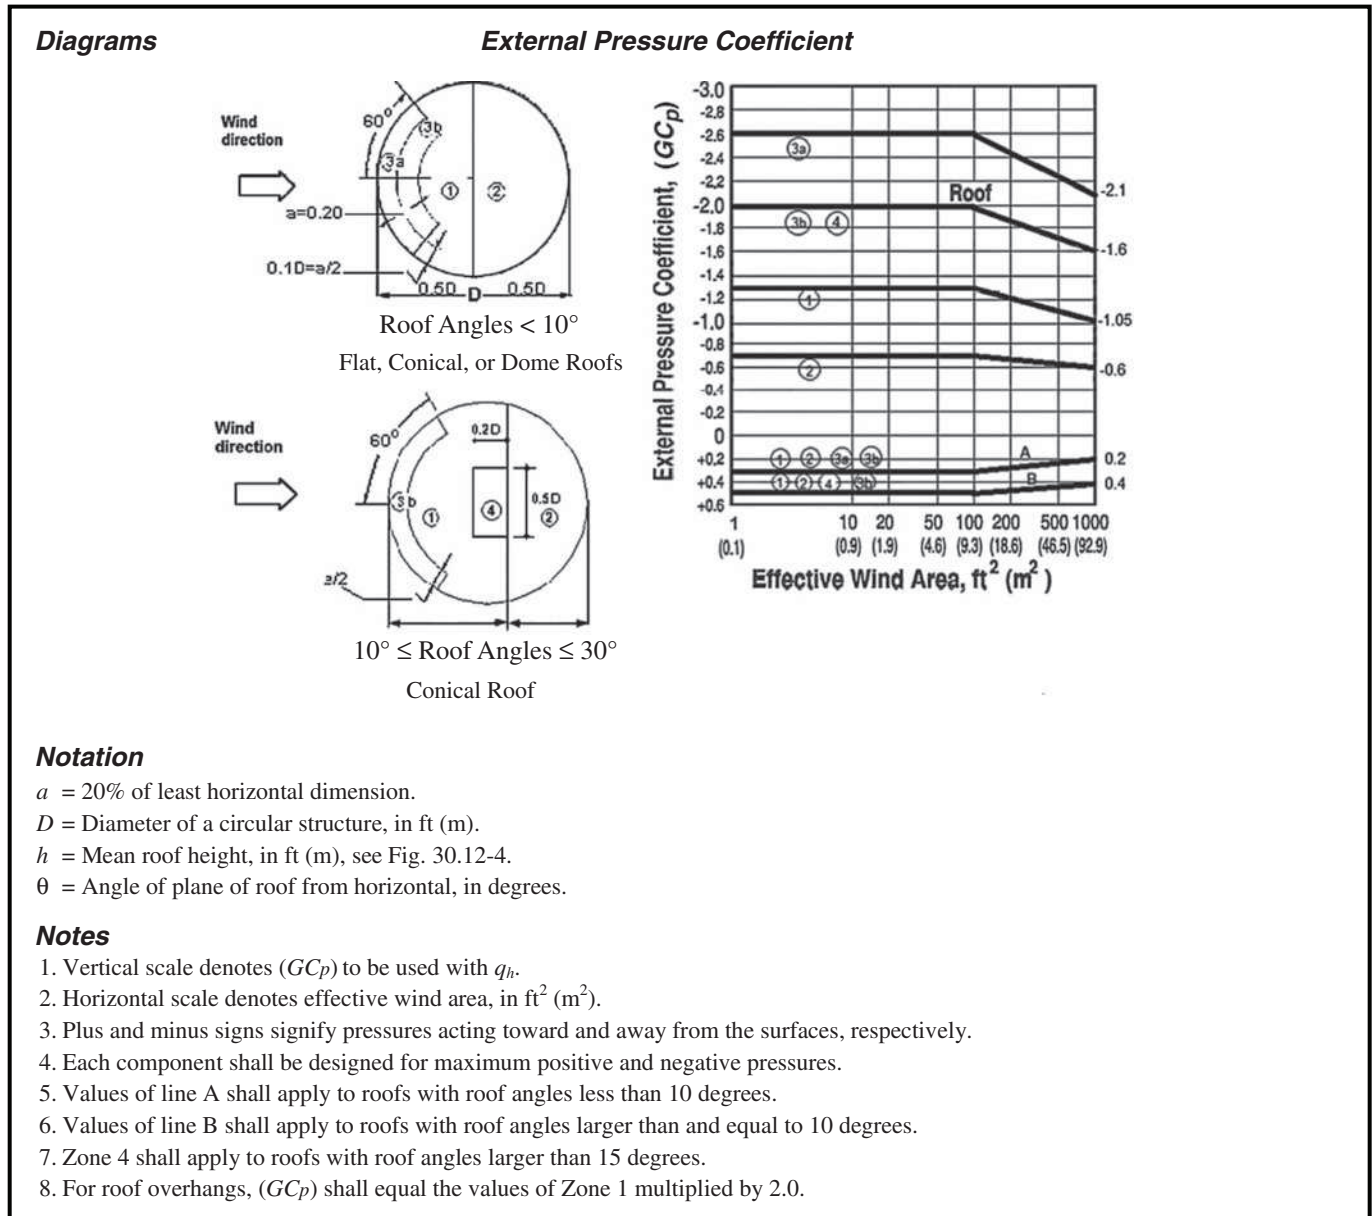 Diagrams External Pressure Coefficient
Wind
direction
60°
3b
3a
1
2
a=0.20
0.1D=a/2
0.5D D 0.5D
Roof Angles < 10°
Flat, Conical, or Dome Roofs
Wind
direction
60°
0.2D
3b
1
4
0.5D
2
a/2
10° ≤ Roof Angles ≤ 30°
Conical Roof
External Pressure Coefficient, (GCp)
-3.0
-2.8
-2.6
-2.4
-2.2
-2.0
-1.8
-1.6
-1.4
-1.2
-1.0
-0.8
-0.6
-0.4
-0.2
0
+0.2
+0.4
+0.6
3a
Roof
3b 4
1
2
1 2 3a 3b A
1 2 4 3b B
-2.1
-1.6
-1.05
-0.6
0.2
0.4
1 10 20 50 100 200 500 1000
(0.1) (0.9) (1.9) (4.6) (9.3) (18.6) (46.5) (92.9)
Effective Wind Area, ft² (m²)
Notation
a = 20% of least horizontal dimension.
D = Diameter of a circular structure, in ft (m).
h = Mean roof height, in ft (m), see Fig. 30.12-4.
θ = Angle of plane of roof from horizontal, in degrees.
Notes
1. Vertical scale denotes (GCp) to be used with qh.
2. Horizontal scale denotes effective wind area, in ft² (m²).
3. Plus and minus signs signify pressures acting toward and away from the surfaces, respectively.
4. Each component shall be designed for maximum positive and negative pressures.
5. Values of line A shall apply to roofs with roof angles less than 10 degrees.
6. Values of line B shall apply to roofs with roof angles larger than and equal to 10 degrees.
7. Zone 4 shall apply to roofs with roof angles larger than 15 degrees.
8. For roof overhangs, (GCp) shall equal the values of Zone 1 multiplied by 2.0.